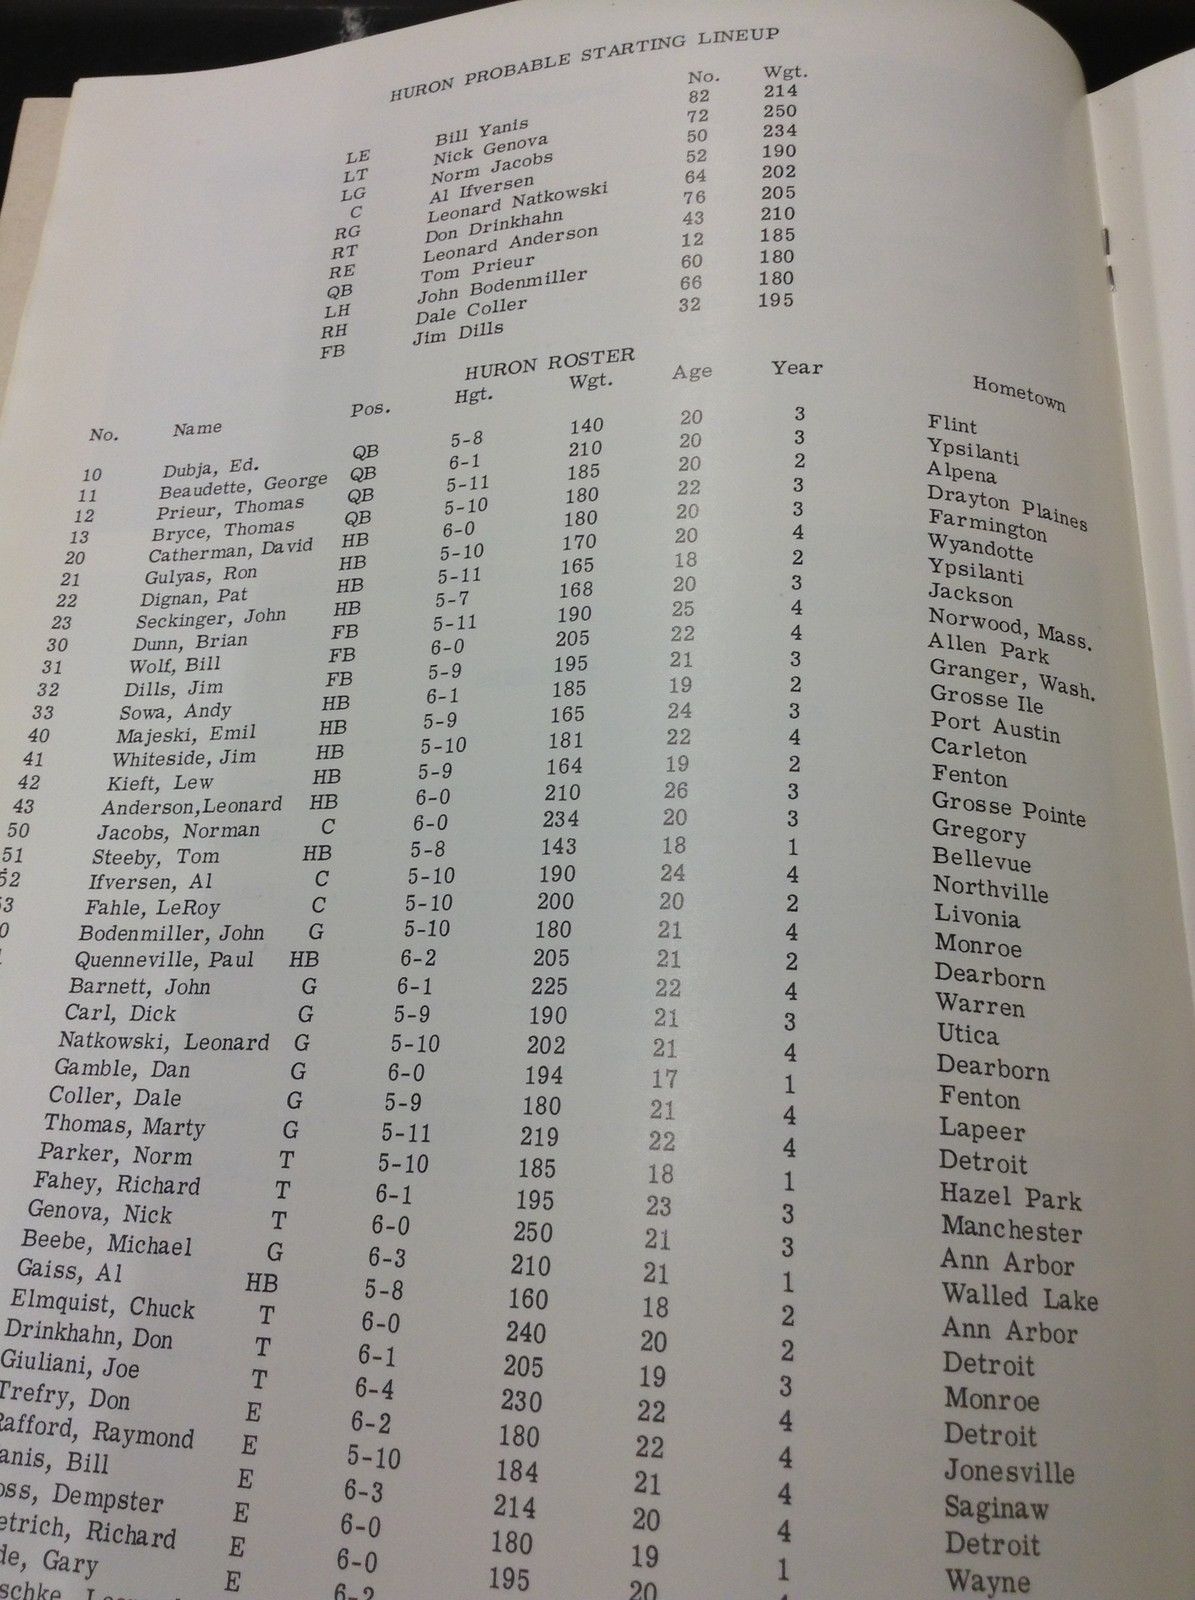 HURON PROBABLE STARTING LINEUP
No. Wgt.
LE Bill Yanis 82 214
LT Nick Genova 72 250
LG Norm Jacobs 50 234
C Al Ifversen 52 190
RG Leonard Natkowski 64 202
RT Don Drinkhahn 76 205
RE Leonard Anderson 43 210
QB Tom Prieur 12 185
LH John Bodenmiller 60 180
RH Dale Coller 66 180
FB Jim Dills 32 195
HURON ROSTER
No. Name Pos. Hgt. Wgt. Age Year Hometown
10 Dubja, Ed. QB 5-8 140 20 3 Flint
11 Beaudette, George QB 6-1 210 20 3 Ypsilanti
12 Prieur, Thomas QB 5-11 185 20 2 Alpena
13 Bryce, Thomas QB 5-10 180 22 3 Drayton Plaines
20 Catherman, David HB 6-0 180 20 3 Farmington
21 Gulyas, Ron HB 5-10 170 20 4 Wyandotte
22 Dignan, Pat HB 5-11 165 18 2 Ypsilanti
23 Seckinger, John HB 5-7 168 20 3 Jackson
30 Dunn, Brian FB 5-11 190 25 4 Norwood, Mass.
31 Wolf, Bill FB 6-0 205 22 4 Allen Park
32 Dills, Jim FB 5-9 195 21 3 Granger, Wash.
33 Sowa, Andy HB 6-1 185 19 2 Grosse Ile
40 Majeski, Emil HB 5-9 165 24 3 Port Austin
41 Whiteside, Jim HB 5-10 181 22 4 Carleton
42 Kieft, Lew HB 5-9 164 19 2 Fenton
43 Anderson,Leonard HB 6-0 210 26 3 Grosse Pointe
50 Jacobs, Norman C 6-0 234 20 3 Gregory
51 Steeby, Tom HB 5-8 143 18 1 Bellevue
52 Ifversen, Al C 5-10 190 24 4 Northville
3 Fahle, LeRoy C 5-10 200 20 2 Livonia
0 Bodenmiller, John G 5-10 180 21 4 Monroe
Quenneville, Paul HB 6-2 205 21 2 Dearborn
Barnett, John G 6-1 225 22 4 Warren
Carl, Dick G 5-9 190 21 3 Utica
Natkowski, Leonard G 5-10 202 21 4 Dearborn
Gamble, Dan G 6-0 194 17 1 Fenton
Coller, Dale G 5-9 180 21 4 Lapeer
Thomas, Marty G 5-11 219 22 4 Detroit
Parker, Norm T 5-10 185 18 1 Hazel Park
Fahey, Richard T 6-1 195 23 3 Manchester
Genova, Nick T 6-0 250 21 3 Ann Arbor
Beebe, Michael G 6-3 210 21 1 Walled Lake
Gaiss, Al HB 5-8 160 18 2 Ann Arbor
Elmquist, Chuck T 6-0 240 20 2 Detroit
Drinkhahn, Don T 6-1 205 19 3 Monroe
Giuliani, Joe T 6-4 230 22 4 Detroit
Trefry, Don E 6-2 180 22 4 Jonesville
Rafford, Raymond E 5-10 184 21 4 Saginaw
anis, Bill E 6-3 214 20 4 Detroit
oss, Dempster E 6-0 180 19 1 Wayne
etrich, Richard E 6-0 195 20
de, Gary E 6-2
schke,